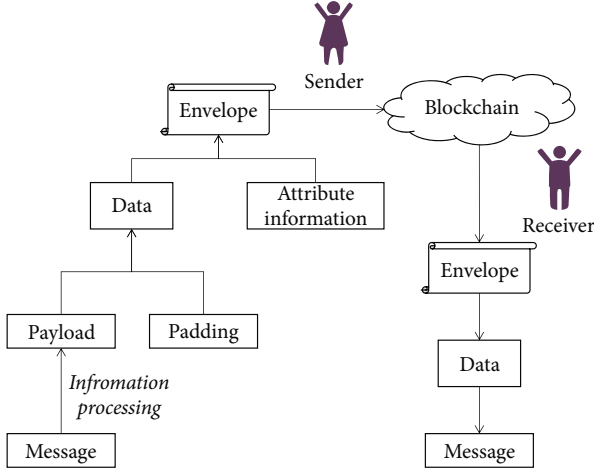 Sender
Envelope
Blockchain
Data
Attribute
information
Receiver
Envelope
Payload
Padding
Data
Infromation
processing
Message
Message